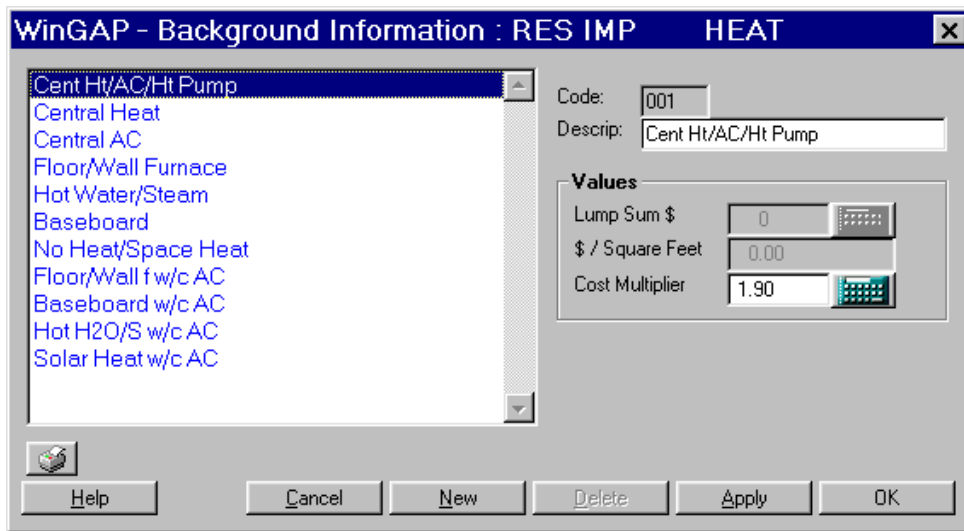 WinGAP - Background Information : RES IMP HEAT
Cent Ht/AC/Ht Pump
Central Heat
Central AC
Floor/Wall Furnace
Hot Water/Steam
Baseboard
No Heat/Space Heat
Floor/Wall f w/c AC
Baseboard w/c AC
Hot H2O/S w/c AC
Solar Heat w/c AC
Code: 001
Descrip: Cent Ht/AC/Ht Pump
Values
Lump Sum $ 0
$ / Square Feet 0.00
Cost Multiplier 1.90
Help Cancel New Delete Apply OK